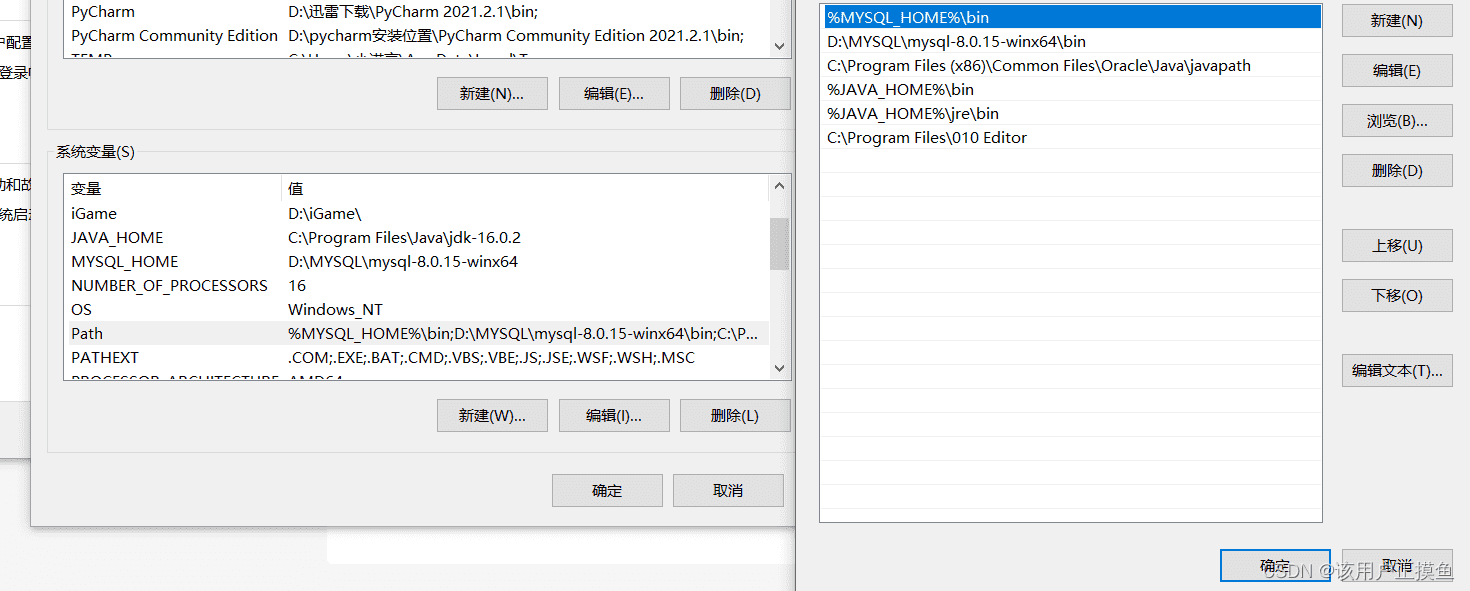 PyCharm D:\迅雷下载\PyCharm 2021.2.1\bin;
PyCharm Community Edition D:\pycharm安装位置\PyCharm Community Edition 2021.2.1\bin;
新建(N)... 编辑(E)... 删除(D)
系统变量(S)
变量 值
iGame D:\iGame\
JAVA_HOME C:\Program Files\Java\jdk-16.0.2
MYSQL_HOME D:\MYSQL\mysql-8.0.15-winx64
NUMBER_OF_PROCESSORS 16
OS Windows_NT
Path %MYSQL_HOME%\bin;D:\MYSQL\mysql-8.0.15-winx64\bin;C:\P...
PATHEXT .COM;.EXE;.BAT;.CMD;.VBS;.VBE;.JS;.JSE;.WSF;.WSH;.MSC
PROCESSOR_ARCHITECTURE AMD64
新建(W)... 编辑(I)... 删除(L)
确定 取消
配置
登录
动和故
统启动
%MYSQL_HOME%\bin
D:\MYSQL\mysql-8.0.15-winx64\bin
C:\Program Files (x86)\Common Files\Oracle\Java\javapath
%JAVA_HOME%\bin
%JAVA_HOME%\jre\bin
C:\Program Files\010 Editor
新建(N)
编辑(E)
浏览(B)...
删除(D)
上移(U)
下移(O)
编辑文本(T)...
确定 取消
CSDN @该用户正摸鱼